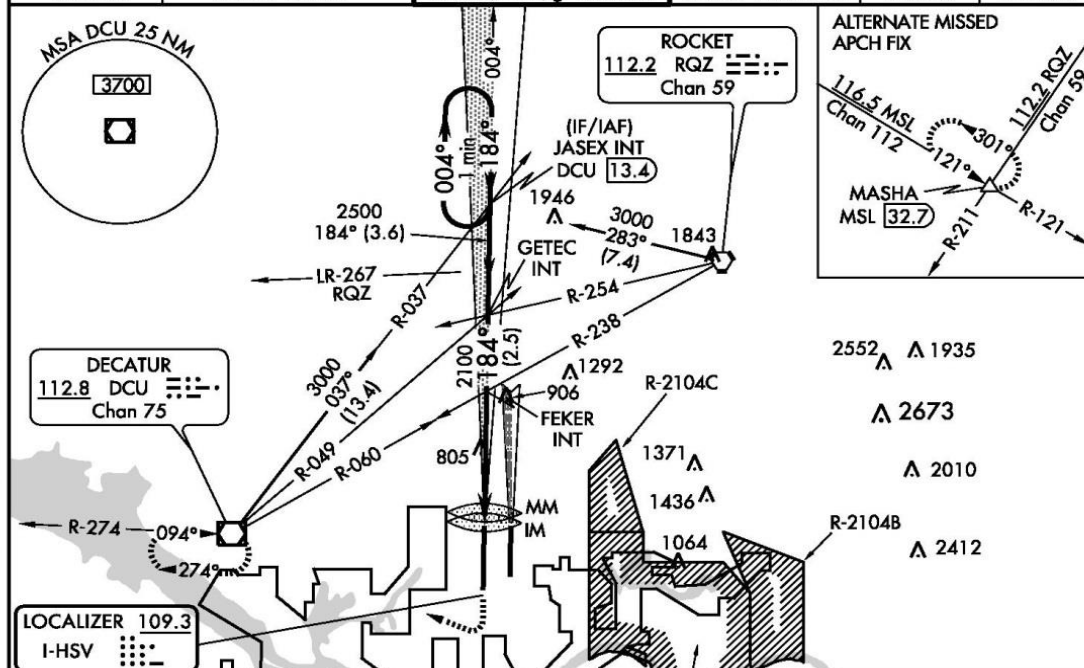 MSA DCU 25 NM
3700
ROCKET
112.2 RQZ
Chan 59
ALTERNATE MISSED
APCH FIX
116.5 MSL
Chan 112
112.2 RQZ
Chan 59
301°
121°
MASHA
MSL 32.7
R-211
R-121
004°
184°
004°
1 min
(IF/IAF)
JASEX INT
DCU 13.4
1946
3000
283°
(7.4)
1843
2500
184° (3.6)
GETEC
INT
LR-267
RQZ
R-037
R-254
R-238
2100
184°
(2.5)
1292
906
FEKER
INT
805
DECATUR
112.8 DCU
Chan 75
3000
037°
(13.4)
R-049
R-060
R-2104C
2552
1935
2673
2010
2412
1371
1436
1064
R-2104B
MM
IM
R-274
094°
274°
LOCALIZER 109.3
I-HSV